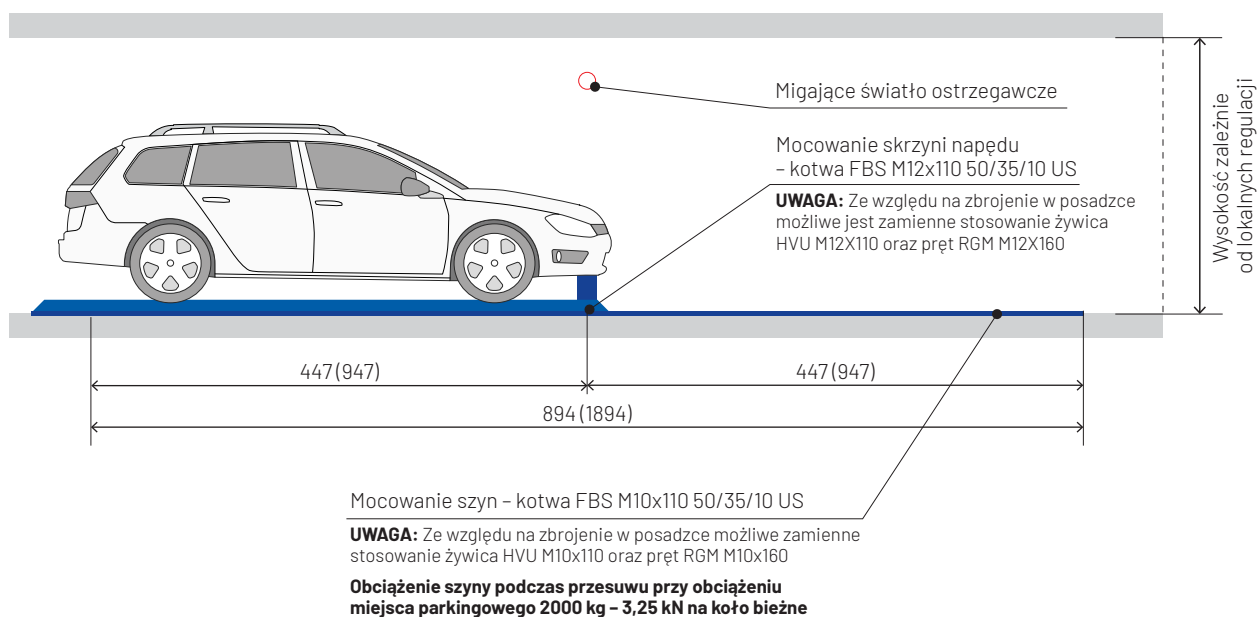 Migające światło ostrzegawcze
Mocowanie skrzyni napędu
– kotwa FBS M12x110 50/35/10 US
UWAGA: Ze względu na zbrojenie w posadzce
możliwe jest zamienne stosowanie żywica
HVU M12X110 oraz pręt RGM M12X160
Wysokość zależnie
od lokalnych regulacji
447 (947)
447 (947)
894 (1894)
Mocowanie szyn – kotwa FBS M10x110 50/35/10 US
UWAGA: Ze względu na zbrojenie w posadzce możliwe zamienne
stosowanie żywica HVU M10x110 oraz pręt RGM M10x160
Obciążenie szyny podczas przesuwu przy obciążeniu
miejsca parkingowego 2000 kg – 3,25 kN na koło bieżne